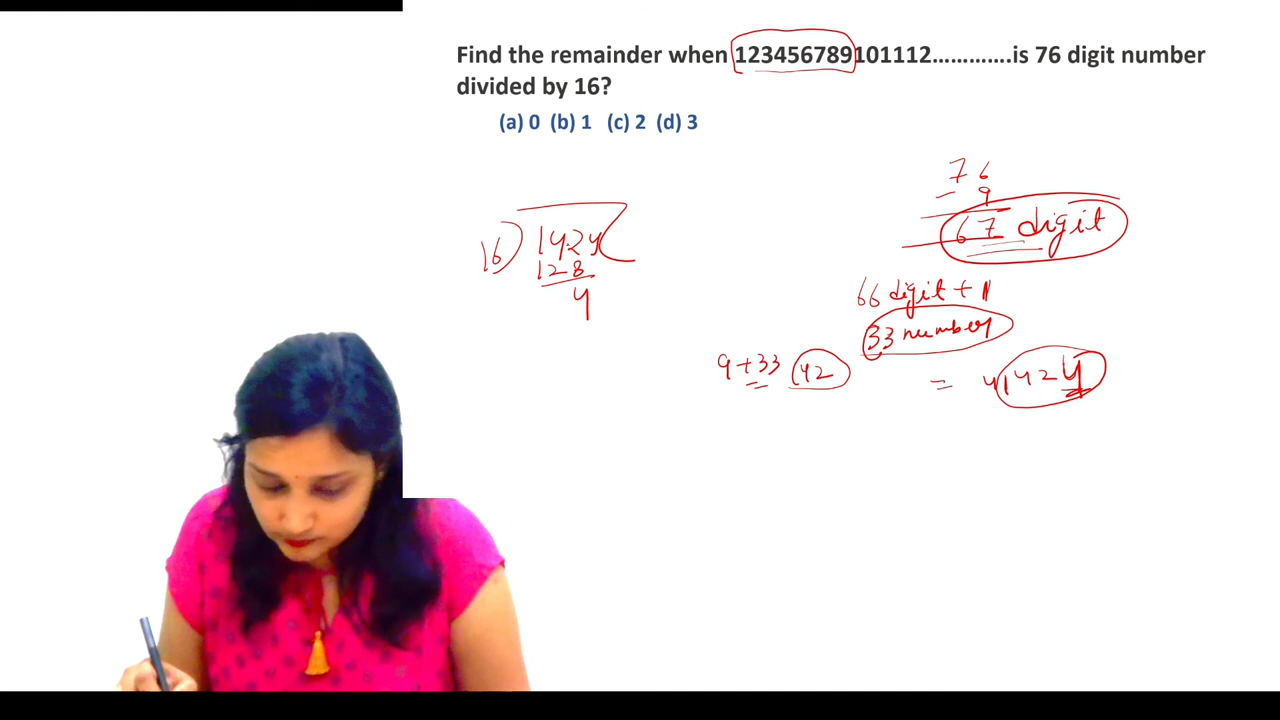 Find the remainder when 123456789101112.............is 76 digit number
divided by 16?
(a) 0 (b) 1 (c) 2 (d) 3
76
- 9
67 digit
16) 1424 (
128
4
66 digit + 1
33 number
9 + 33 42
= 41424